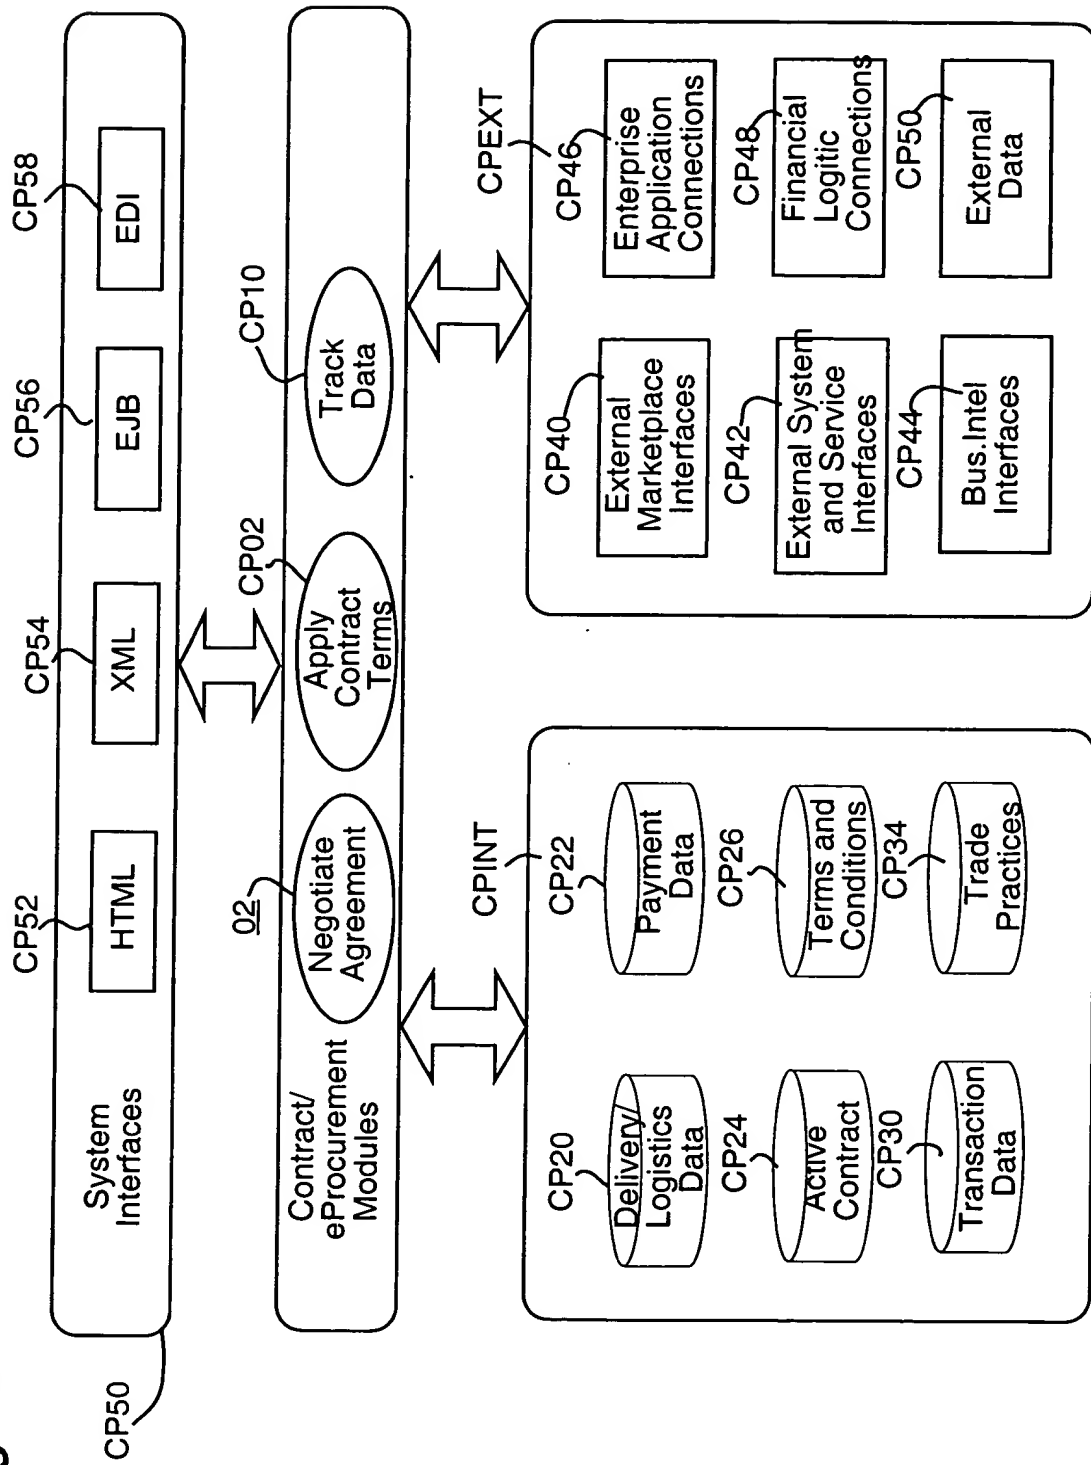 CP50
System
Interfaces
CP52
HTML
CP54
XML
CP56
EJB
CP58
EDI
Contract/
eProcurement
Modules
02
Negotiate
Agreement
CP02
Apply
Contract
Terms
CP10
Track
Data
CPINT
CP20
Delivery/
Logistics
Data
CP22
Payment
Data
CP24
Active
Contract
CP26
Terms and
Conditions
CP30
Transaction
Data
CP34
Trade
Practices
CPEXT
CP40
External
Marketplace
Interfaces
CP46
Enterprise
Application
Connections
CP42
External System
and Service
Interfaces
CP48
Financial
Logitic
Connections
CP44
Bus.Intel
Interfaces
CP50
External
Data